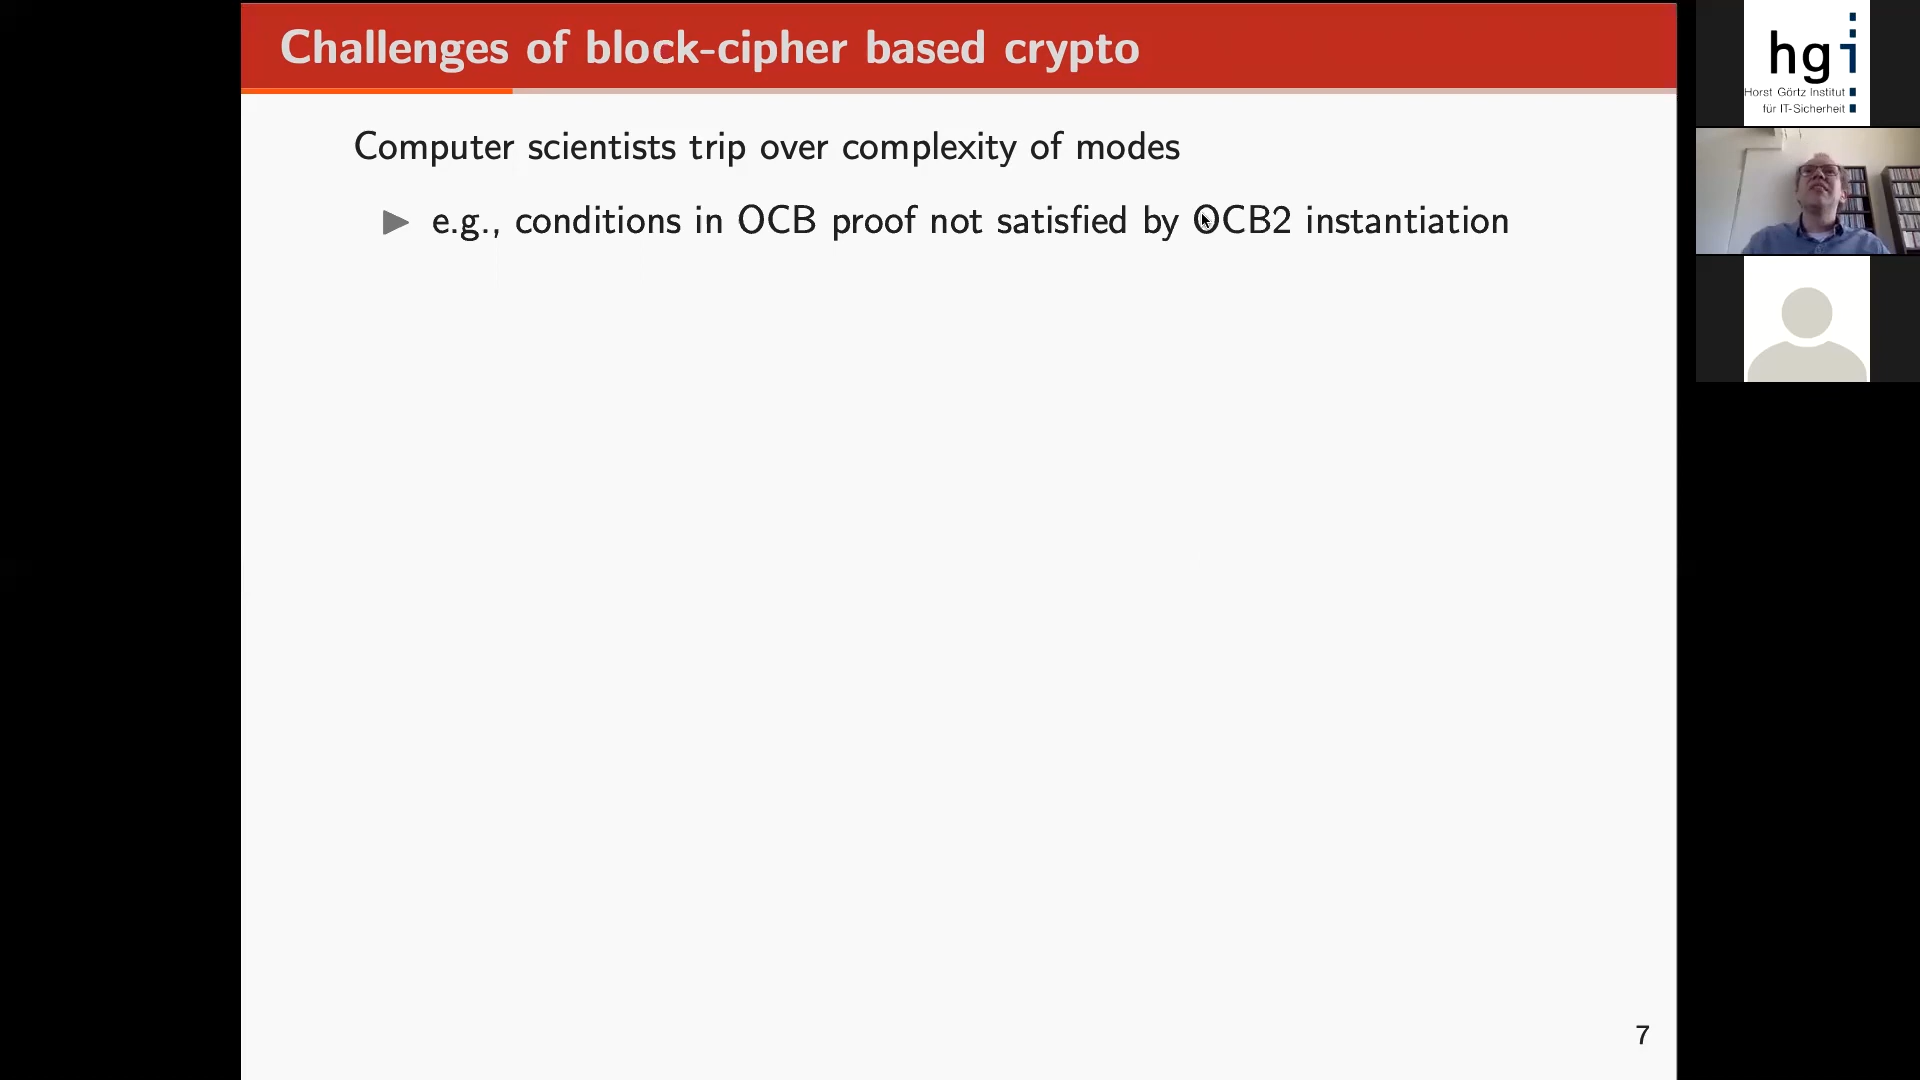 Challenges of block-cipher based crypto
Computer scientists trip over complexity of modes
e.g., conditions in OCB proof not satisfied by OCB2 instantiation
7
hgi
Horst Görtz Institut
für IT-Sicherheit